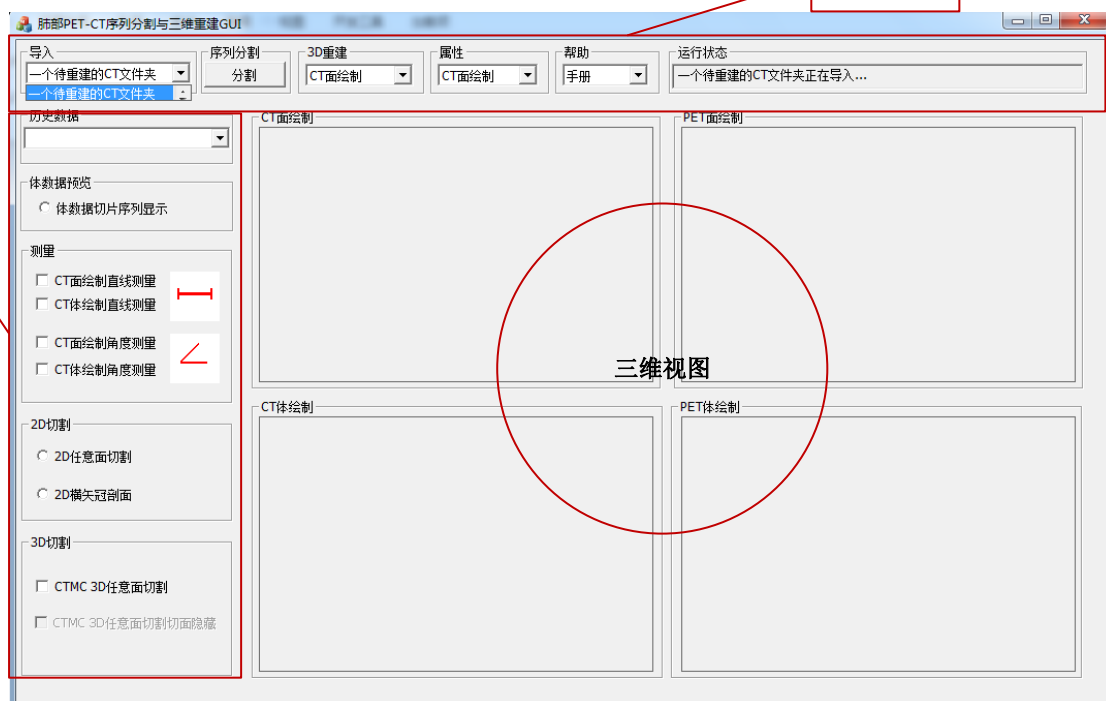 肺部PET-CT序列分割与三维重建GUI
导入
序列分割
3D重建
属性
帮助
运行状态
一个待重建的CT文件夹
分割
CT面绘制
CT面绘制
手册
一个待重建的CT文件夹正在导入...
一个待重建的CT文件夹
历史数据
CT面绘制
PET面绘制
体数据预览
体数据切片序列显示
测量
CT面绘制直线测量
CT体绘制直线测量
CT面绘制角度测量
CT体绘制角度测量
三维视图
CT体绘制
PET体绘制
2D切割
2D任意面切割
2D横矢冠剖面
3D切割
CTMC 3D任意面切割
CTMC 3D任意面切割切面隐藏